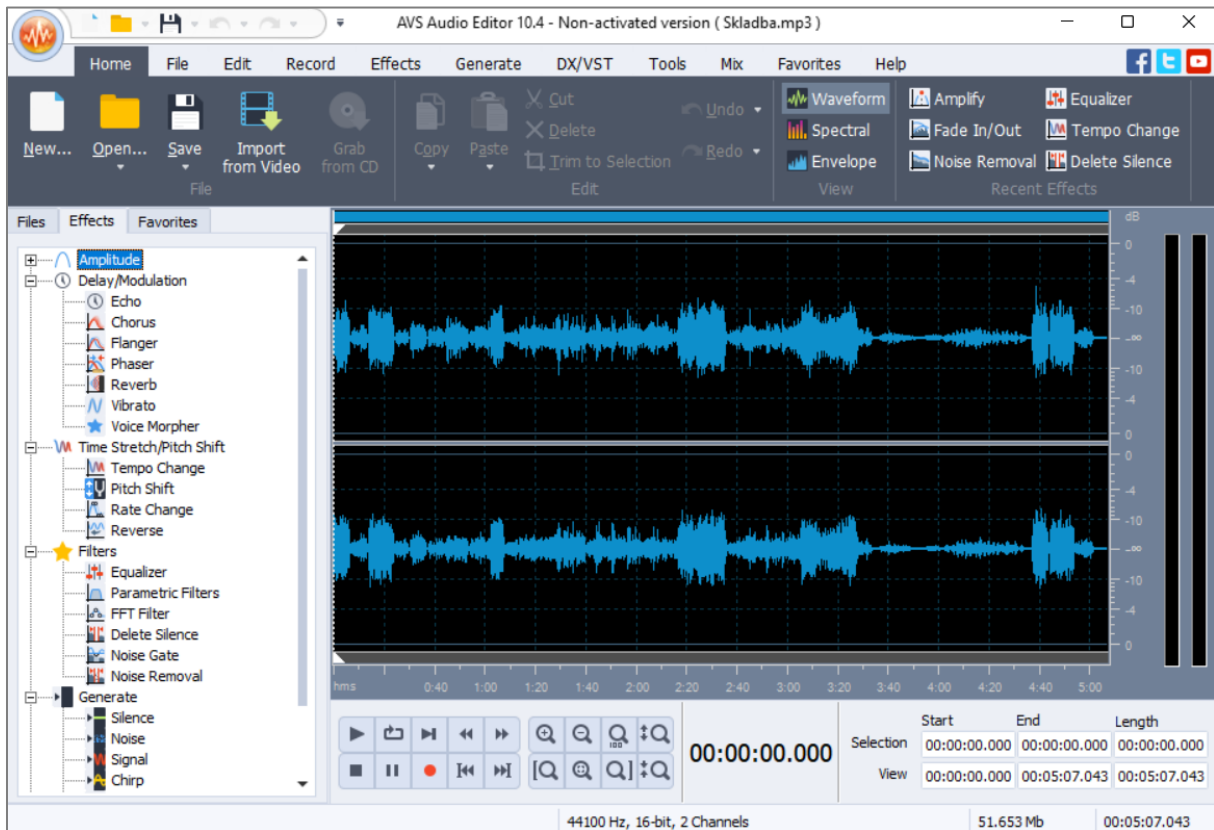 AVS Audio Editor 10.4 - Non-activated version ( Skladba.mp3 )
Home File Edit Record Effects Generate DX/VST Tools Mix Favorites Help
New... Open... Save Import from Video Grab from CD
File
Copy Paste Cut Delete Trim to Selection Undo Redo
Edit
Waveform
Spectral
Envelope
View
Amplify Equalizer
Fade In/Out Tempo Change
Noise Removal Delete Silence
Recent Effects
Files Effects Favorites
Amplitude
Delay/Modulation
Echo
Chorus
Flanger
Phaser
Reverb
Vibrato
Voice Morpher
Time Stretch/Pitch Shift
Tempo Change
Pitch Shift
Rate Change
Reverse
Filters
Equalizer
Parametric Filters
FFT Filter
Delete Silence
Noise Gate
Noise Removal
Generate
Silence
Noise
Signal
Chirp
dB
0
-4
-10
-∞
-10
-4
0
0
-4
-10
-∞
-10
-4
0
hms 0:40 1:00 1:20 1:40 2:00 2:20 2:40 3:00 3:20 3:40 4:00 4:20 4:40 5:00
100
00:00:00.000
Start End Length
Selection 00:00:00.000 00:00:00.000 00:00:00.000
View 00:00:00.000 00:05:07.043 00:05:07.043
44100 Hz, 16-bit, 2 Channels 51.653 Mb 00:05:07.043